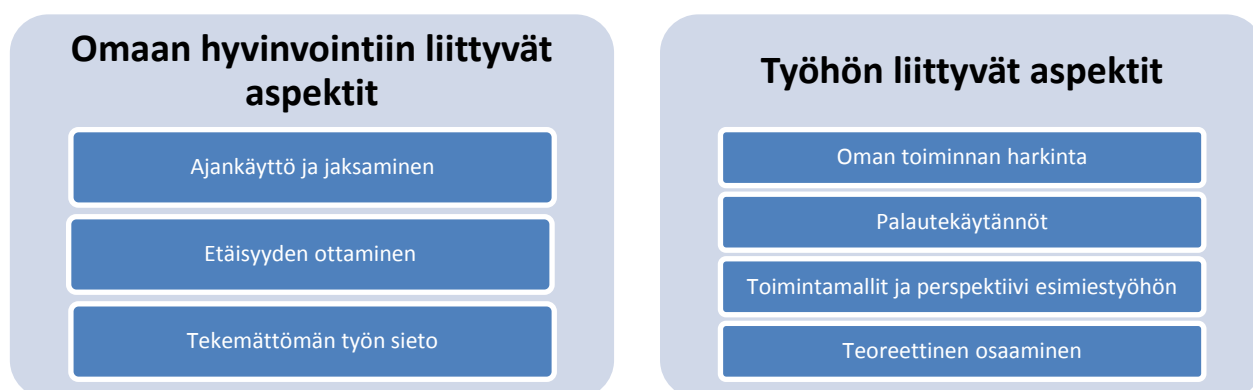 Omaan hyvinvointiin liittyvät
aspektit
Ajankäyttö ja jaksaminen
Etäisyyden ottaminen
Tekemättömän työn sieto
Työhön liittyvät aspektit
Oman toiminnan harkinta
Palautekäytännöt
Toimintamallit ja perspektiivi esimiestyöhön
Teoreettinen osaaminen